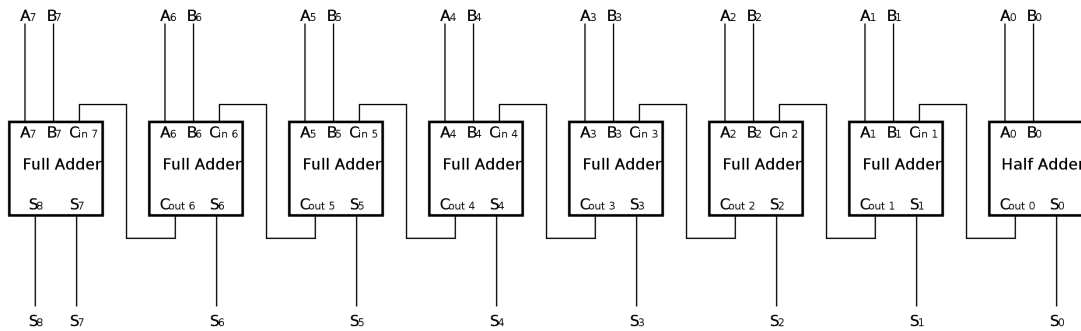 A7 B7 A6 B6 A5 B5 A4 B4 A3 B3 A2 B2 A1 B1 A0 B0
A7 B7 Cin 7 A6 B6 Cin 6 A5 B5 Cin 5 A4 B4 Cin 4 A3 B3 Cin 3 A2 B2 Cin 2 A1 B1 Cin 1 A0 B0
Full Adder Full Adder Full Adder Full Adder Full Adder Full Adder Full Adder Half Adder
S8 S7 Cout 6 S6 Cout 5 S5 Cout 4 S4 Cout 3 S3 Cout 2 S2 Cout 1 S1 Cout 0 S0
S8 S7 S6 S5 S4 S3 S2 S1 S0